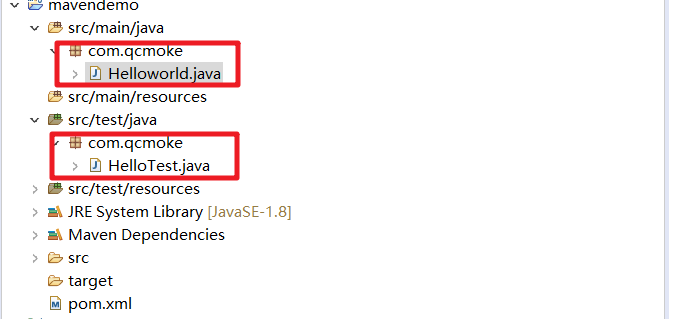 mavendemo
src/main/java
com.qcmoke
Helloworld.java
src/main/resources
src/test/java
com.qcmoke
HelloTest.java
src/test/resources
JRE System Library [JavaSE-1.8]
Maven Dependencies
src
target
pom.xml